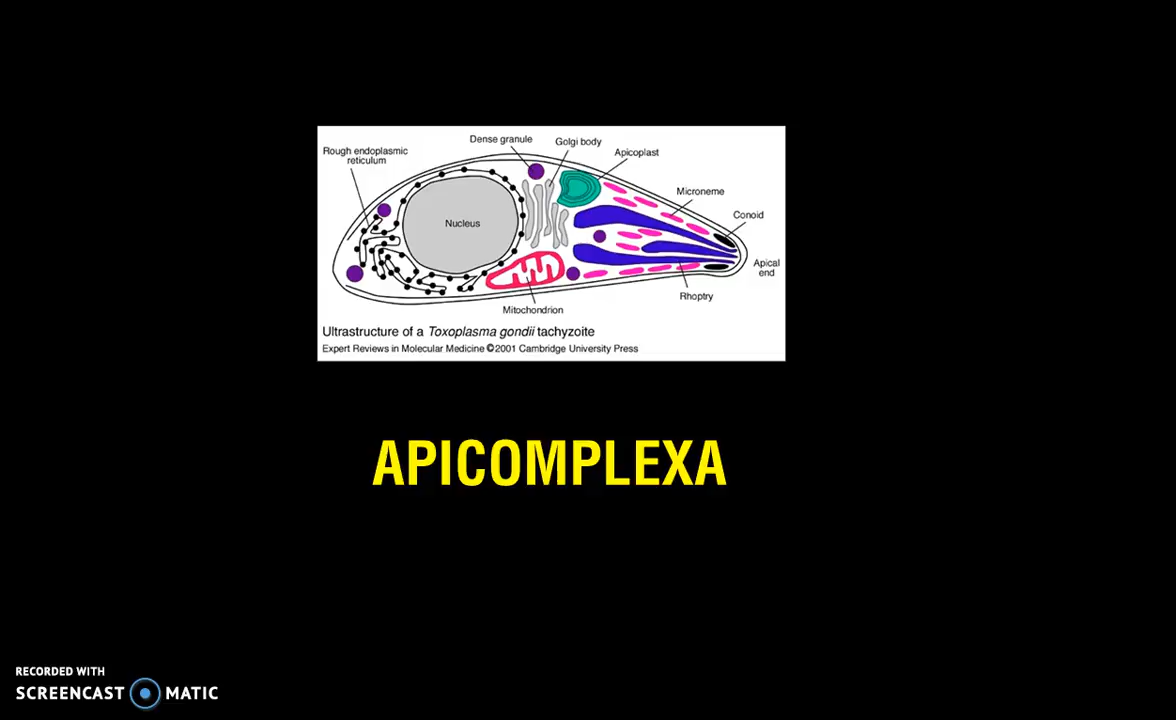 Dense granule
Golgi body
Rough endoplasmic
reticulum
Apicoplast
Microneme
Conoid
Nucleus
Apical
end
Rhoptry
Mitochondrion
Ultrastructure of a Toxoplasma gondii tachyzoite
Expert Reviews in Molecular Medicine ©2001 Cambridge University Press
APICOMPLEXA
RECORDED WITH
SCREENCAST MATIC